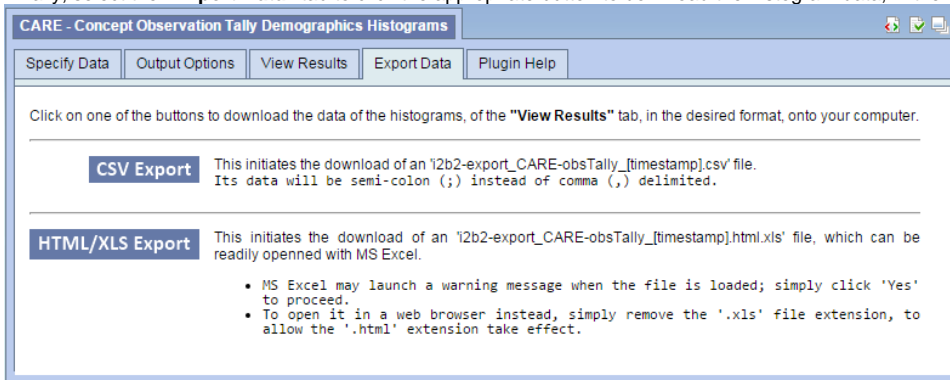 CARE - Concept Observation Tally Demographics Histograms
Specify Data Output Options View Results Export Data Plugin Help
Click on one of the buttons to download the data of the histograms, of the "View Results" tab, in the desired format, onto your computer.
CSV Export This initiates the download of an 'i2b2-export_CARE-obsTally_[timestamp].csv' file.
Its data will be semi-colon (;) instead of comma (,) delimited.
HTML/XLS Export This initiates the download of an 'i2b2-export_CARE-obsTally_[timestamp].html.xls' file, which can be
readily openned with MS Excel.
• MS Excel may launch a warning message when the file is loaded; simply click 'Yes'
to proceed.
• To open it in a web browser instead, simply remove the '.xls' file extension, to
allow the '.html' extension take effect.